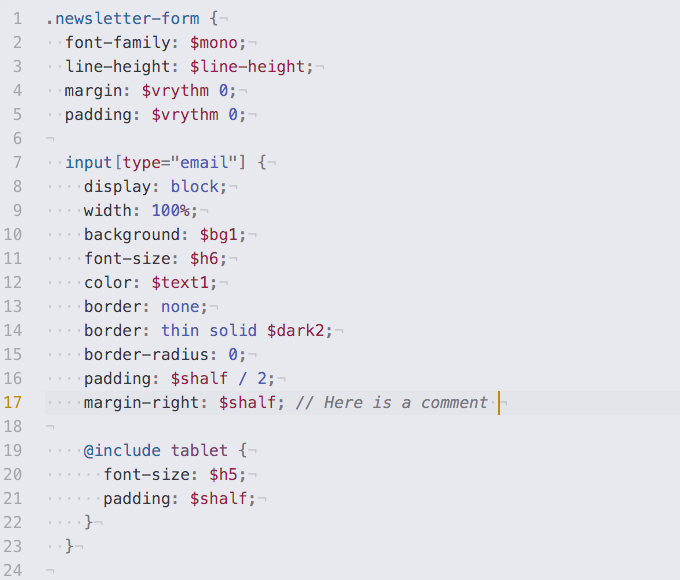 1 .newsletter-form {¬
2 ··font-family: $mono;¬
3 ··line-height: $line-height;¬
4 ··margin: $vrythm 0;¬
5 ··padding: $vrythm 0;¬
6 ¬
7 ··input[type="email"] {¬
8 ····display: block;¬
9 ····width: 100%;¬
10 ····background: $bg1;¬
11 ····font-size: $h6;¬
12 ····color: $text1;¬
13 ····border: none;¬
14 ····border: thin solid $dark2;¬
15 ····border-radius: 0;¬
16 ····padding: $shalf / 2;¬
17 ····margin-right: $shalf; // Here is a comment·¬
18 ¬
19 ····@include tablet {¬
20 ······font-size: $h5;¬
21 ······padding: $shalf;¬
22 ····}¬
23 ··}¬
24 ¬